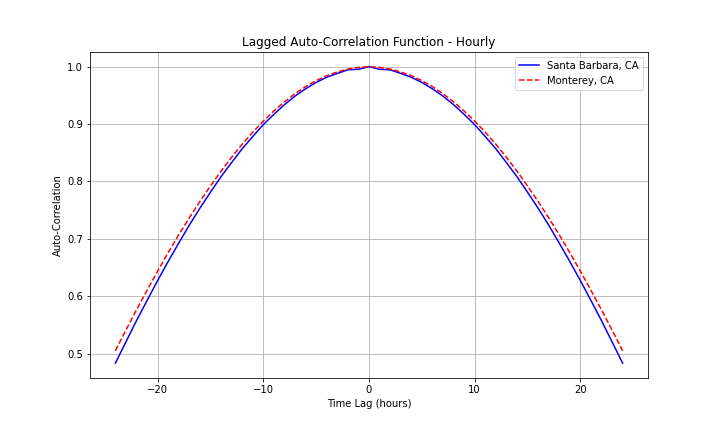 Lagged Auto-Correlation Function - Hourly
Santa Barbara, CA
Monterey, CA
Auto-Correlation
1.0
0.9
0.8
0.7
0.6
0.5
−20
−10
0
10
20
Time Lag (hours)